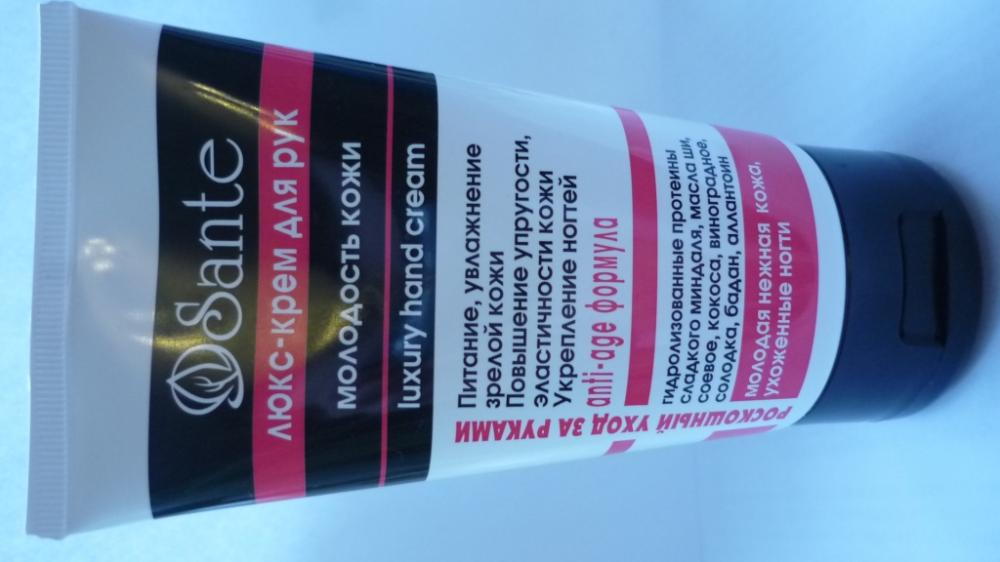 Sante
люкс-крем для рук
молодость кожи
luxury hand cream
Питание, увлажнение
зрелой кожи
Повышение упругости,
эластичности кожи
Укрепление ногтей
anti-age формула
гидролизованные протеины
сладкого миндаля, масла ши,
соевое, кокосса, виноградное,
солодка, бадан, аллантоин
молодая нежная кожа,
ухоженные ногти
РОСКОШНЫЙ УХОД ЗА РУКАМИ